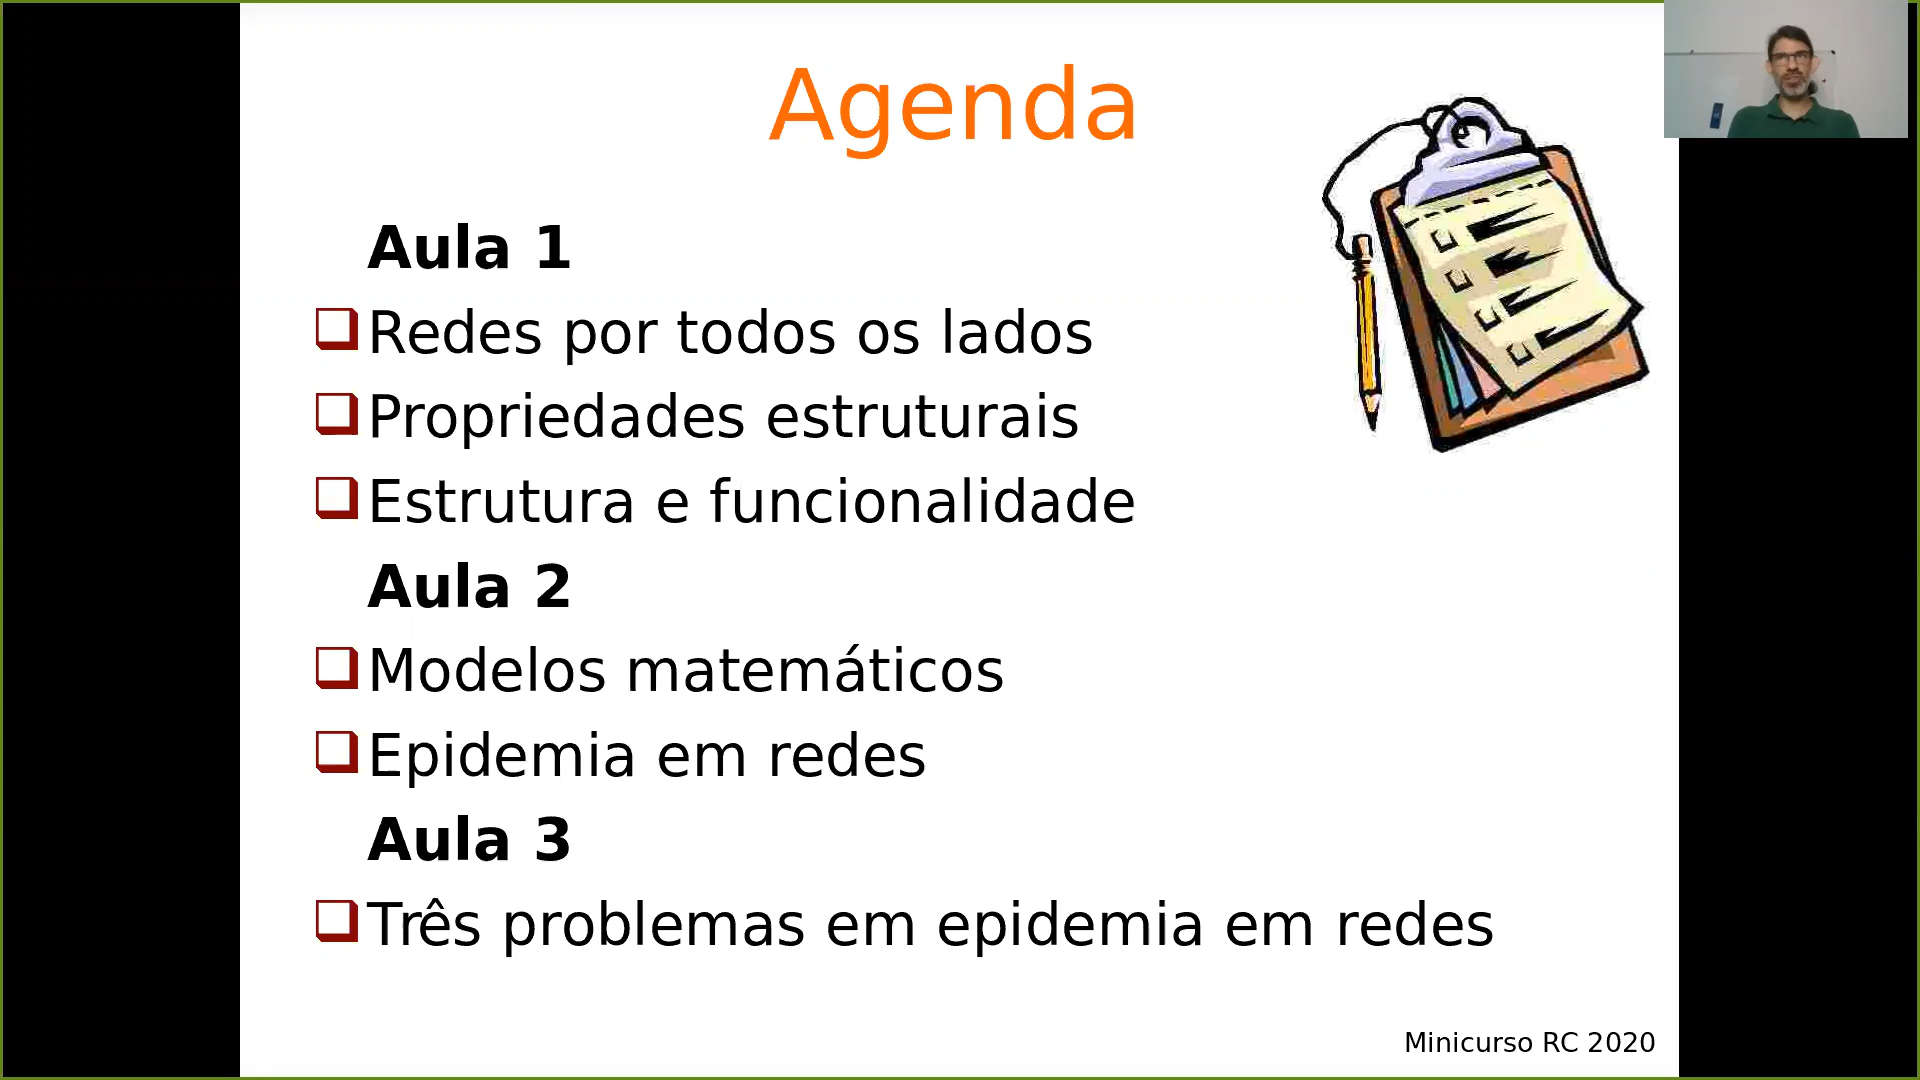 Agenda
Aula 1
Redes por todos os lados
Propriedades estruturais
Estrutura e funcionalidade
Aula 2
Modelos matemáticos
Epidemia em redes
Aula 3
Três problemas em epidemia em redes
Minicurso RC 2020